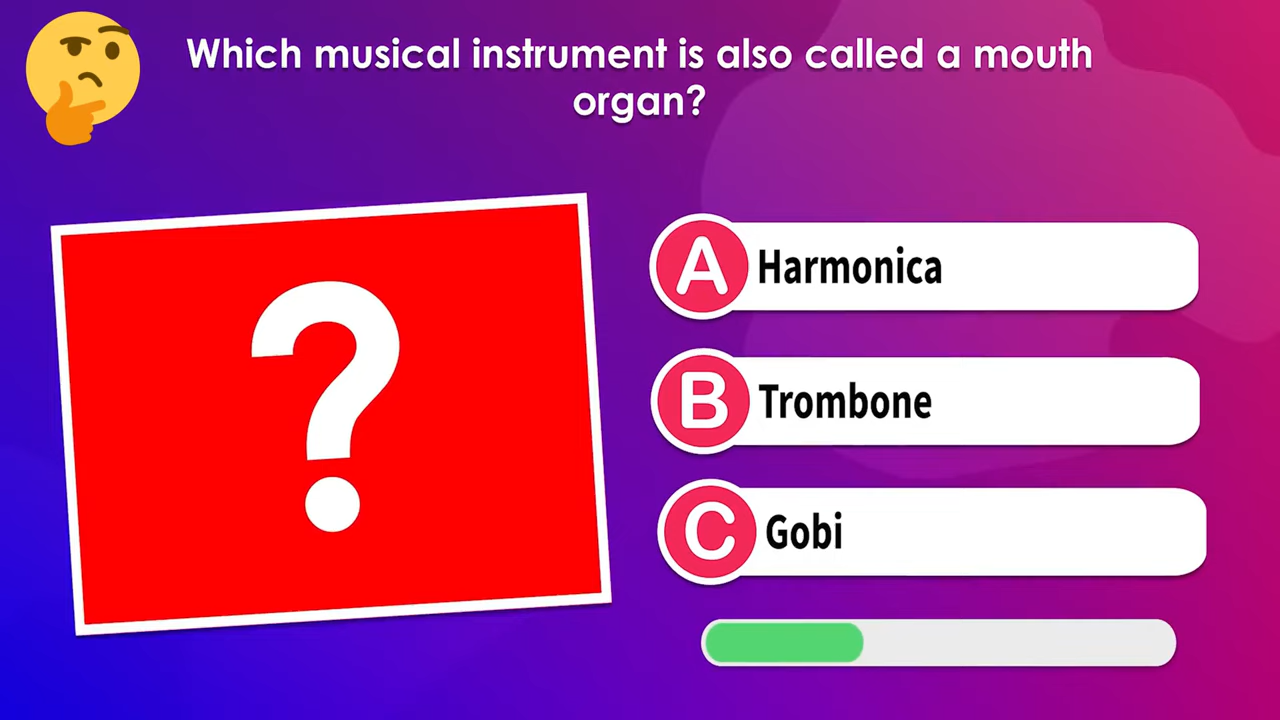 Which musical instrument is also called a mouth
organ?
?
A Harmonica
B Trombone
C Gobi